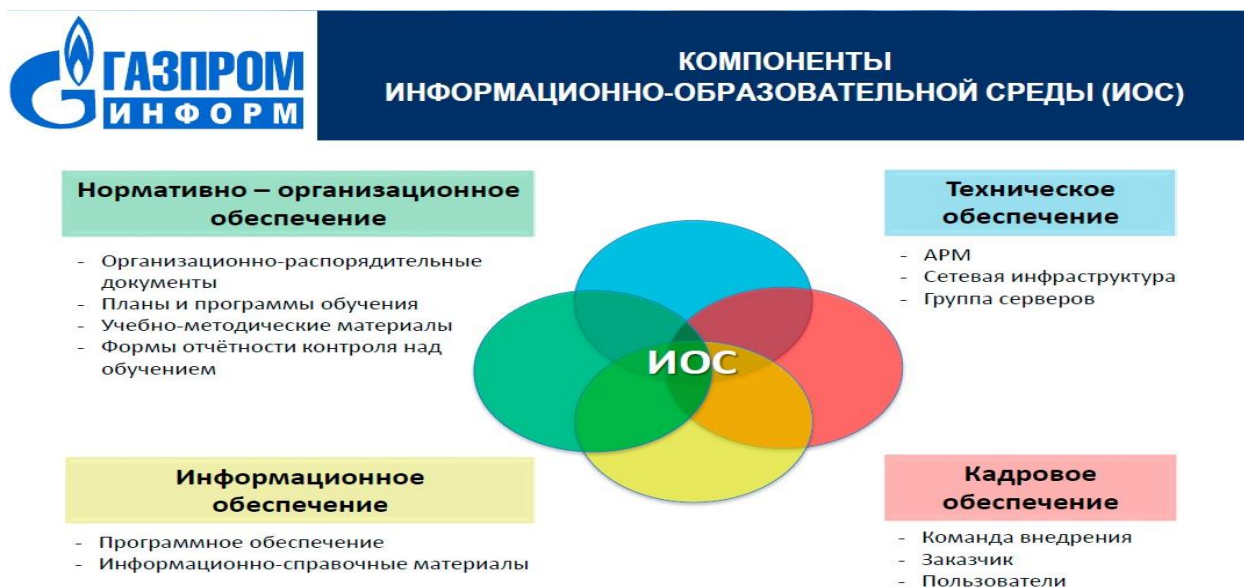 ГАЗПРОМ
ИНФОРМ
КОМПОНЕНТЫ
ИНФОРМАЦИОННО-ОБРАЗОВАТЕЛЬНОЙ СРЕДЫ (ИОС)
Нормативно – организационное
обеспечение
- Организационно-распорядительные
документы
- Планы и программы обучения
- Учебно-методические материалы
- Формы отчётности контроля над
обучением
Техническое
обеспечение
- АРМ
- Сетевая инфраструктура
- Группа серверов
ИОС
Информационное
обеспечение
- Программное обеспечение
- Информационно-справочные материалы
Кадровое
обеспечение
- Команда внедрения
- Заказчик
- Пользователи